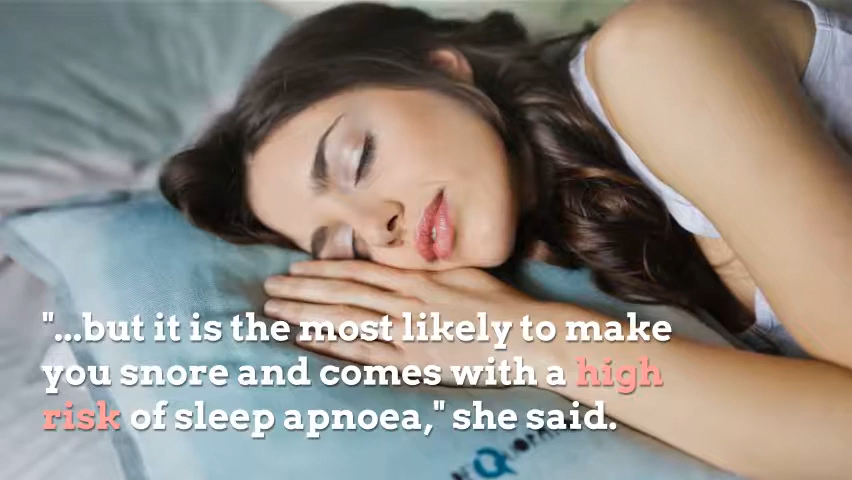 "...but it is the most likely to make
you snore and comes with a high
risk of sleep apnoea," she said.